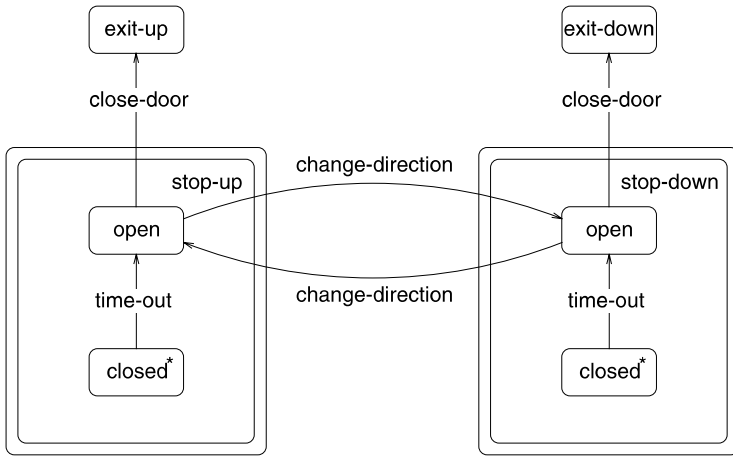 exit-up
exit-down
close-door
close-door
change-direction
stop-up
stop-down
open
open
change-direction
time-out
time-out
closed*
closed*